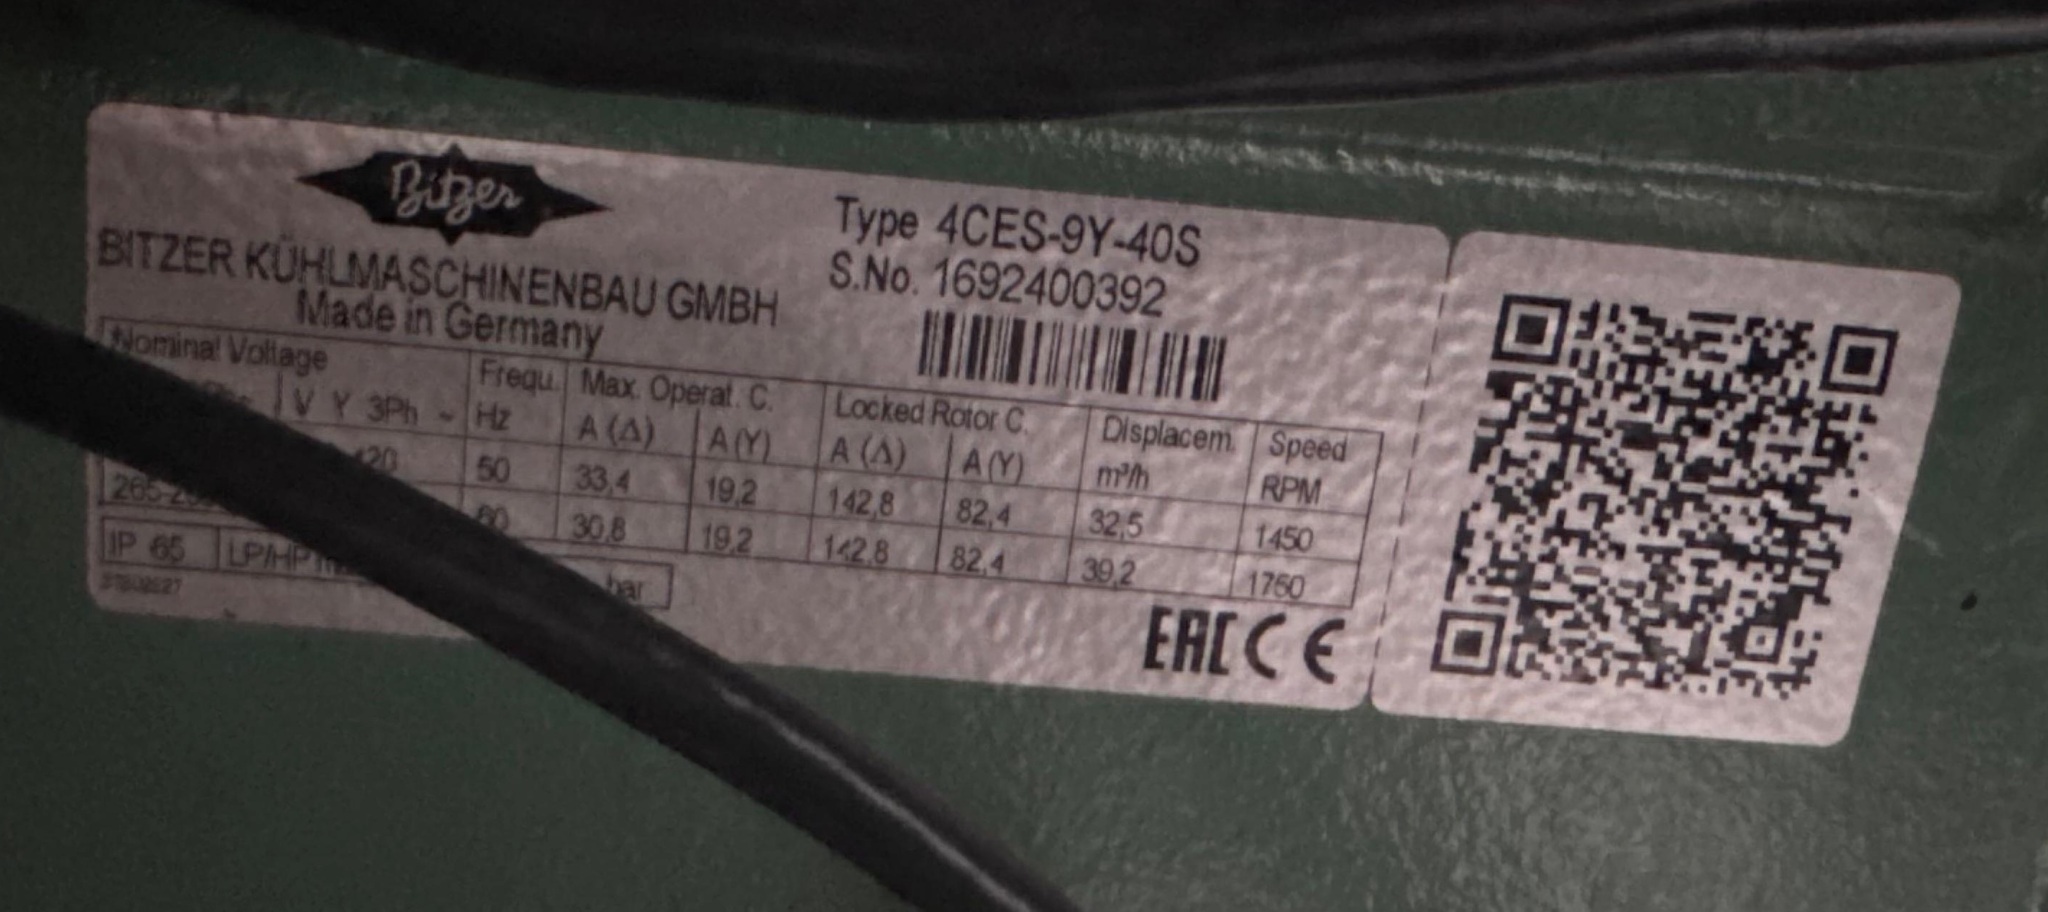 Bitzer
BITZER KÜHLMASCHINENBAU GMBH
Made in Germany
Type 4CES-9Y-40S
S.No. 1692400392
Nominal Voltage Frequ. Max. Operat. C. Locked Rotor C. Displacem. Speed
V Y 3Ph ~ Hz A (Δ) A (Y) A (Δ) A (Y) m³/h RPM
420 50 33,4 19,2 142,8 82,4 32,5 1450
60 30,8 19,2 142,8 82,4 39,2 1750
IP 65 LP/HP bar
EAC CE